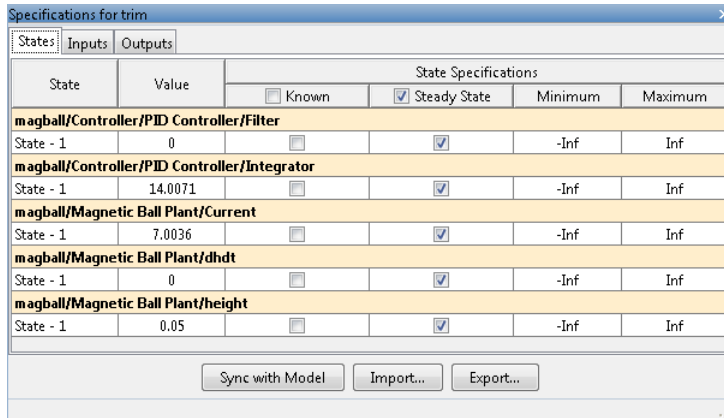 Specifications for trim
States Inputs Outputs
State Value State Specifications
Known Steady State Minimum Maximum
magball/Controller/PID Controller/Filter
State - 1 0 -Inf Inf
magball/Controller/PID Controller/Integrator
State - 1 14.0071 -Inf Inf
magball/Magnetic Ball Plant/Current
State - 1 7.0036 -Inf Inf
magball/Magnetic Ball Plant/dhdt
State - 1 0 -Inf Inf
magball/Magnetic Ball Plant/height
State - 1 0.05 -Inf Inf
Sync with Model Import... Export...